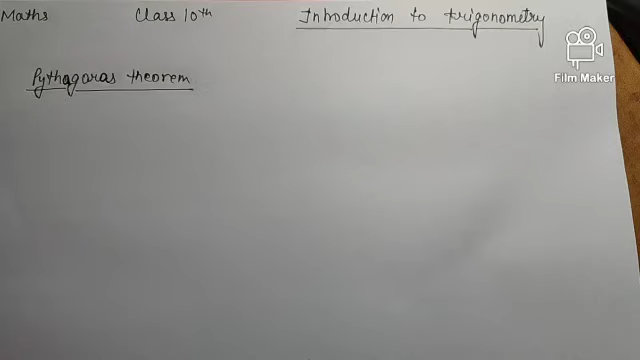 Maths Class 10th Introduction to trigonometry
Film Maker
Pythagoras theorem